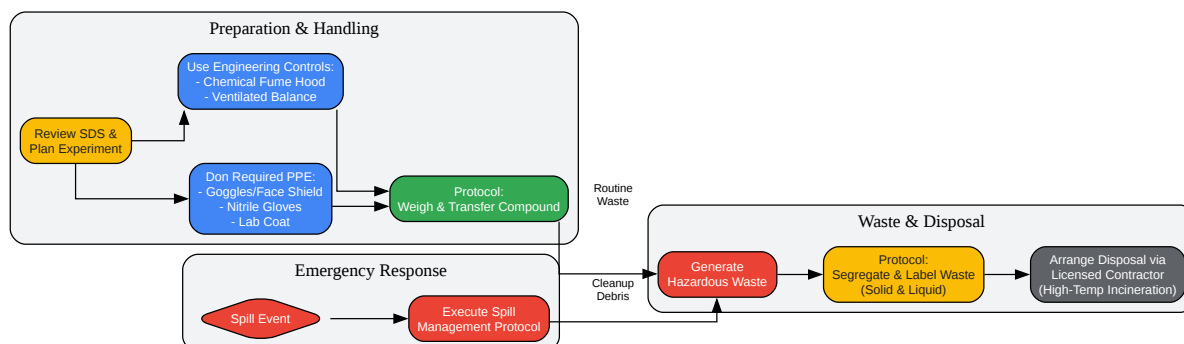 Preparation & Handling
Use Engineering Controls:
- Chemical Fume Hood
- Ventilated Balance
Review SDS &
Plan Experiment
Don Required PPE:
- Goggles/Face Shield
- Nitrile Gloves
- Lab Coat
Protocol:
Weigh & Transfer Compound
Routine
Waste
Emergency Response
Spill Event
Execute Spill
Management Protocol
Cleanup
Debris
Waste & Disposal
Generate
Hazardous Waste
Protocol:
Segregate & Label Waste
(Solid & Liquid)
Arrange Disposal via
Licensed Contractor
(High-Temp Incineration)